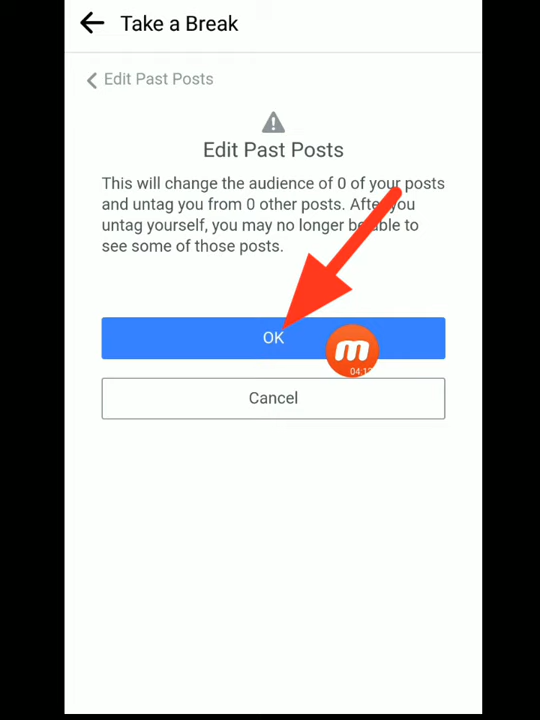 Take a Break
Edit Past Posts
Edit Past Posts
This will change the audience of 0 of your posts
and untag you from 0 other posts. After you
untag yourself, you may no longer be able to
see some of those posts.
OK
04:12
Cancel